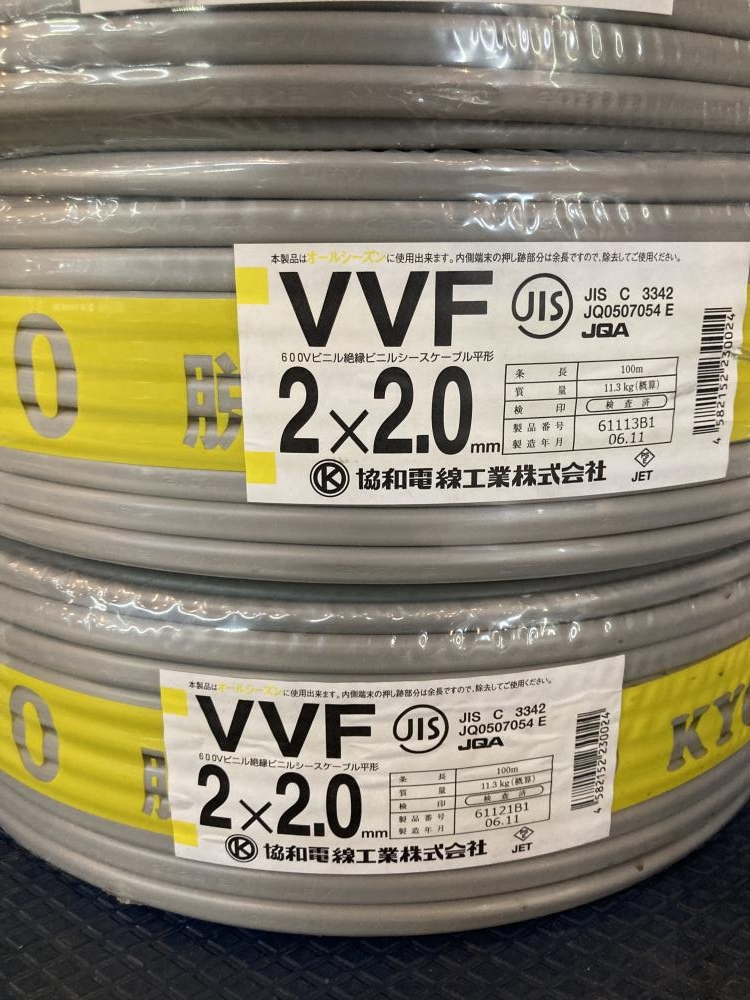 本製品はオールシーズンに使用出来ます。内側端末の押し跡部分は余長ですので、除去してご使用ください。
VVF
JIS
JIS C 3342
JQ0507054 E
JQA
600Vビニル絶縁ビニルシースケーブル平形
2×2.0mm
条長 100m
質量 11.3kg(概算)
検印 検査済
製品番号 61113B1
製造年月 06.11
K 協和電線工業株式会社
JET
4582152230024
0 脱
本製品はオールシーズンに使用出来ます。内側端末の押し跡部分は余長ですので、除去してご使用ください。
VVF
JIS
JIS C 3342
JQ0507054 E
JQA
600Vビニル絶縁ビニルシースケーブル平形
2×2.0mm
条長 100m
質量 11.3kg(概算)
検印 検査済
製品番号 61121B1
製造年月 06.11
K 協和電線工業株式会社
JET
4582152230024
0
KY